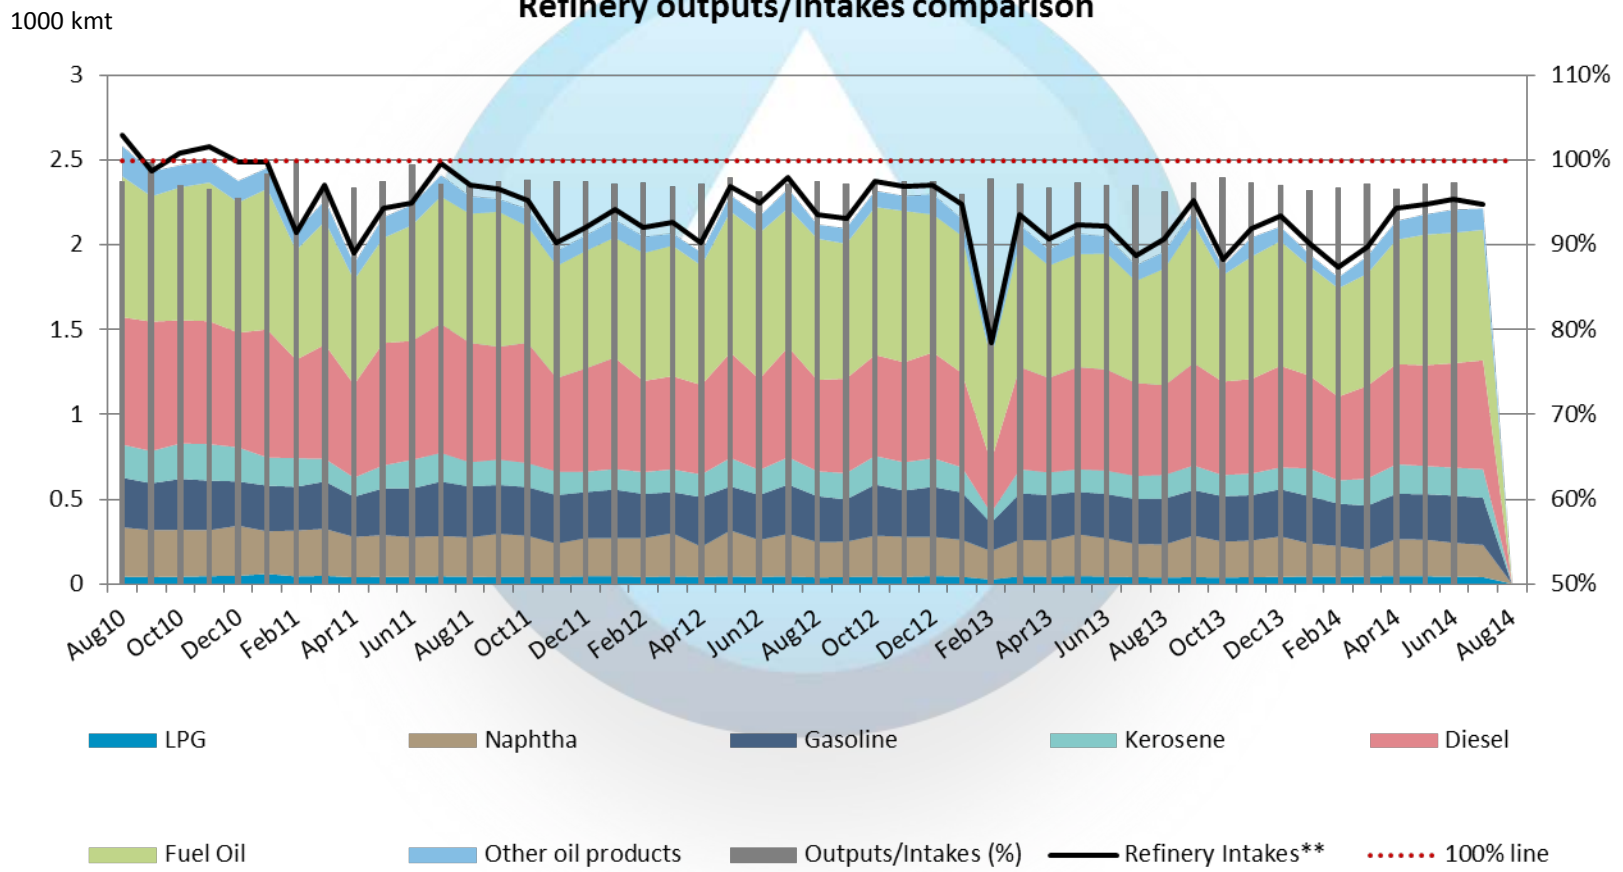 Refinery outputs/intakes comparison
1000 kmt
3
2.5
2
1.5
1
0.5
0
110%
100%
90%
80%
70%
60%
50%
Aug10 Oct10 Dec10 Feb11 Apr11 Jun11 Aug11 Oct11 Dec11 Feb12 Apr12 Jun12 Aug12 Oct12 Dec12 Feb13 Apr13 Jun13 Aug13 Oct13 Dec13 Feb14 Apr14 Jun14 Aug14
LPG Naphtha Gasoline Kerosene Diesel
Fuel Oil Other oil products Outputs/Intakes (%) Refinery Intakes** 100% line